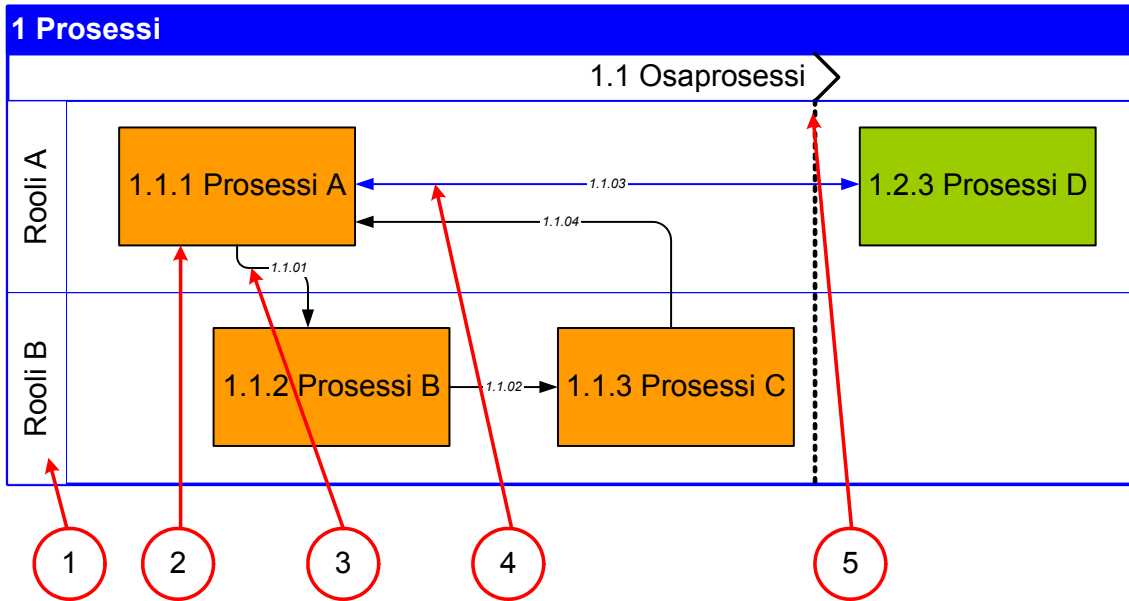 1 Prosessi
1.1 Osaprosessi
Rooli A
1.1.1 Prosessi A
1.1.03
1.2.3 Prosessi D
1.1.04
1.1.01
Rooli B
1.1.2 Prosessi B
1.1.02
1.1.3 Prosessi C
1
2
3
4
5